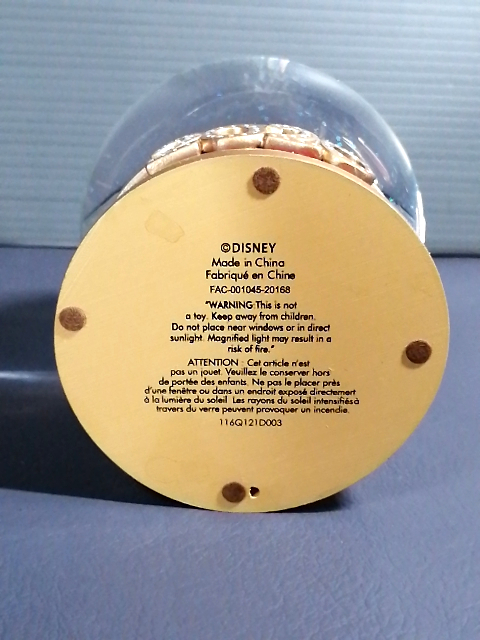 ©DISNEY
Made in China
Fabriqué en Chine
FAC-001045-20168
"WARNING:This is not
a toy. Keep away from children.
Do not place near windows or in direct
sunlight. Magnified light may result in a
risk of fire."
ATTENTION : Cet article n'est
pas un jouet. Veuillez le conserver hors
de portée des enfants. Ne pas le placer près
d'une fenêtre ou dans un endroit exposé directement
à la lumière du soleil. Les rayons du soleil intensifiésà
travers du verre peuvent provoquer un incendie.
116Q121D003